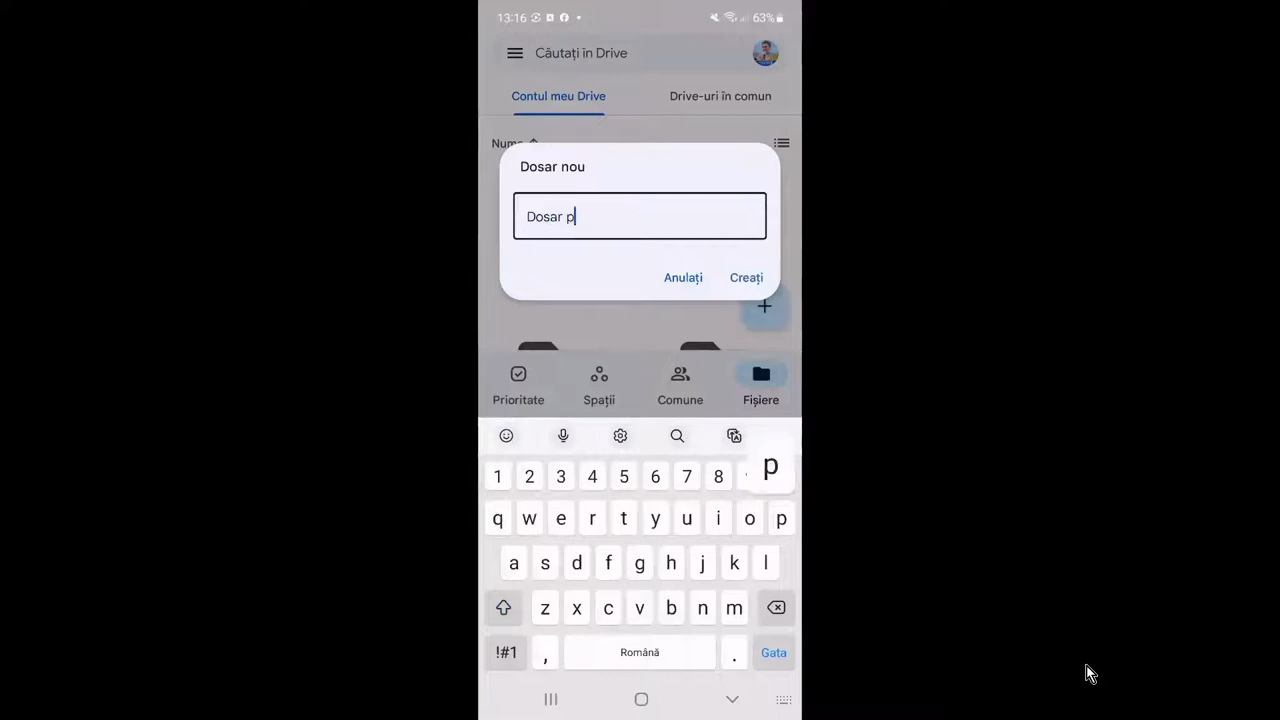 13:16 63%
Căutați în Drive
Contul meu Drive Drive-uri în comun
Nume
Dosar nou
Dosar p
Anulați Creați
+
Prioritate Spații Comune Fișiere
p
1 2 3 4 5 6 7 8
q w e r t y u i o p
a s d f g h j k l
z x c v b n m
!#1 , Română . Gata